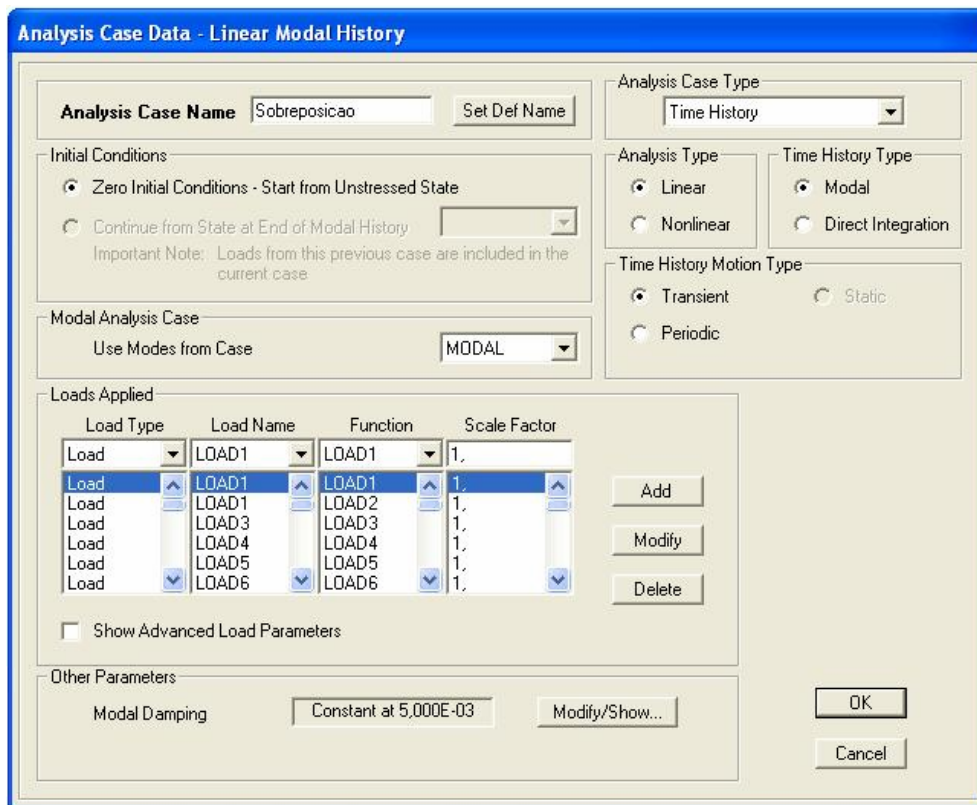 Analysis Case Data - Linear Modal History
Analysis Case Name Sobreposicao Set Def Name
Analysis Case Type
Time History
Initial Conditions
Zero Initial Conditions - Start from Unstressed State
Continue from State at End of Modal History
Important Note: Loads from this previous case are included in the
current case
Analysis Type
Linear
Nonlinear
Time History Type
Modal
Direct Integration
Time History Motion Type
Transient Static
Periodic
Modal Analysis Case
Use Modes from Case MODAL
Loads Applied
Load Type Load Name Function Scale Factor
Load LOAD1 LOAD1 1,
Load LOAD1 LOAD1 1,
Load LOAD1 LOAD2 1,
Load LOAD3 LOAD3 1,
Load LOAD4 LOAD4 1,
Load LOAD5 LOAD5 1,
Load LOAD6 LOAD6 1,
Add
Modify
Delete
Show Advanced Load Parameters
Other Parameters
Modal Damping Constant at 5,000E-03 Modify/Show...
OK
Cancel